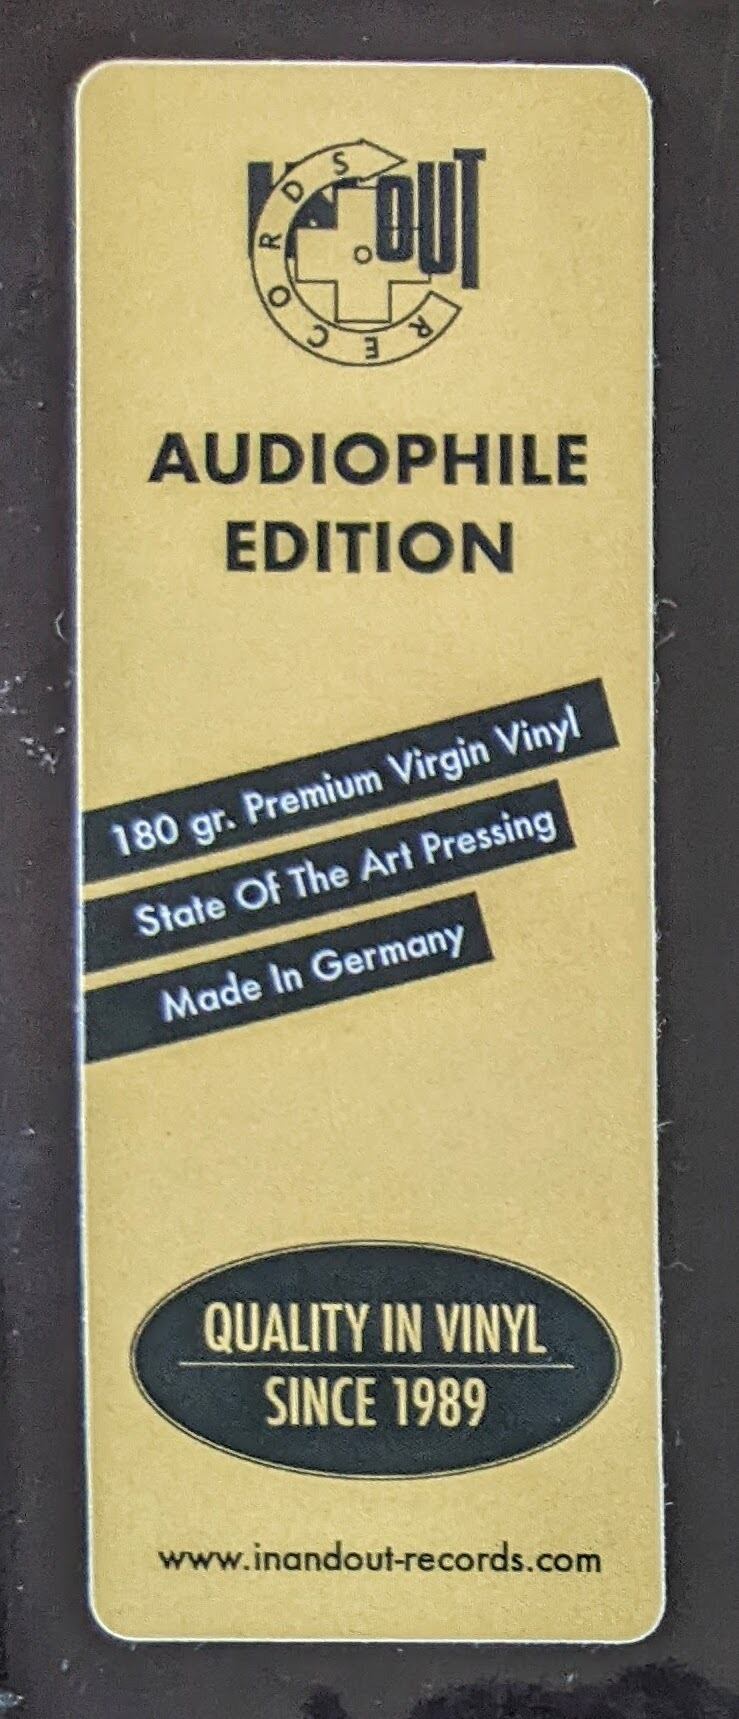 IN OUT
RECORDS
AUDIOPHILE
EDITION
180 gr. Premium Virgin Vinyl
State Of The Art Pressing
Made In Germany
QUALITY IN VINYL
SINCE 1989
www.inandout-records.com